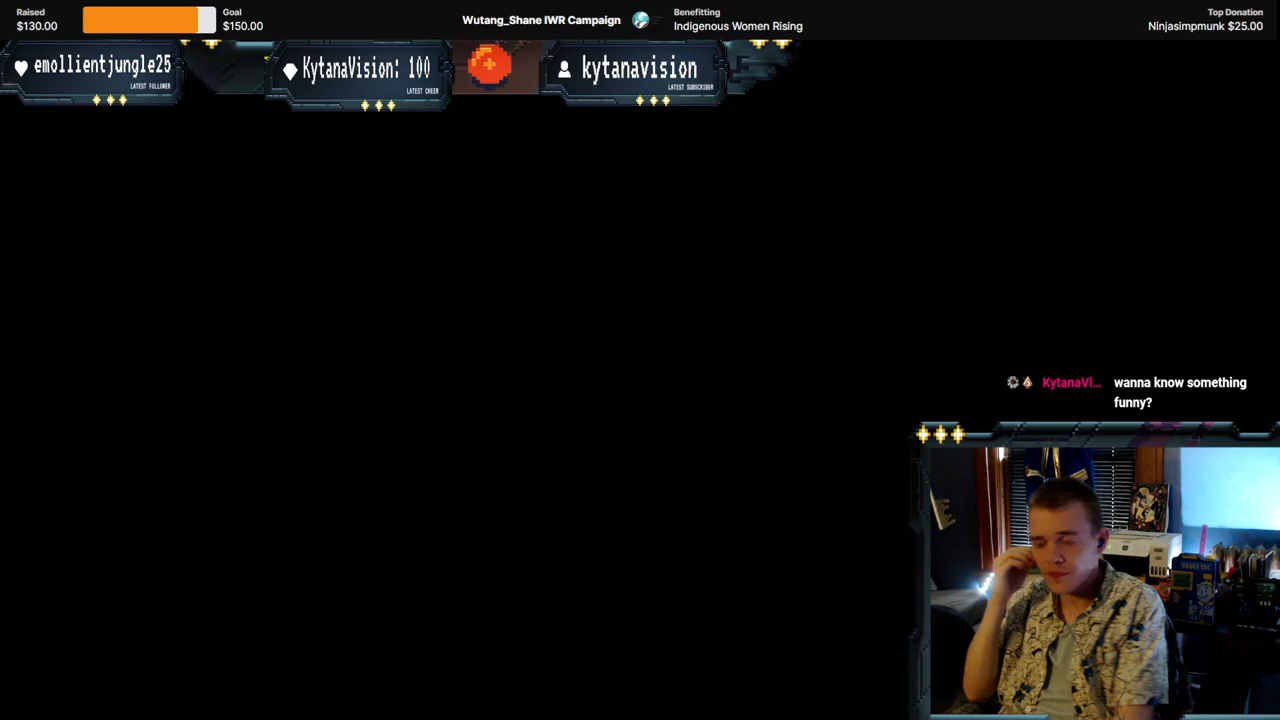 Raised
$130.00
Goal
$150.00
Wutang_Shane IWR Campaign
Benefitting
Indigenous Women Rising
Top Donation
Ninjasimpmunk $25.00
emollientjungle25
LATEST FOLLOWER
KytanaVision: 100
LATEST CHEER
kytanavision
LATEST SUBSCRIBER
KytanaVi... wanna know something
funny?